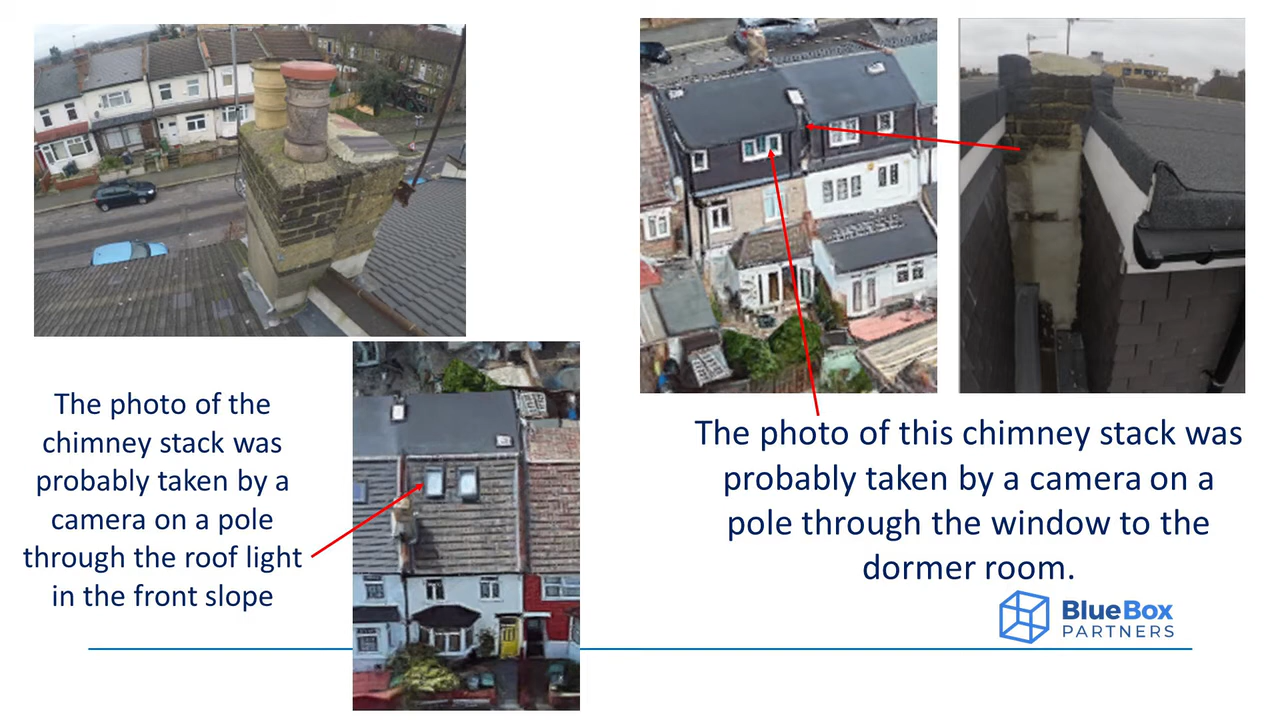 The photo of the
chimney stack was
probably taken by a
camera on a pole
through the roof light
in the front slope
The photo of this chimney stack was
probably taken by a camera on a
pole through the window to the
dormer room.
BlueBox
PARTNERS